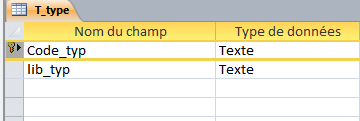 T_type
Nom du champ Type de données
Code_typ Texte
lib_typ Texte